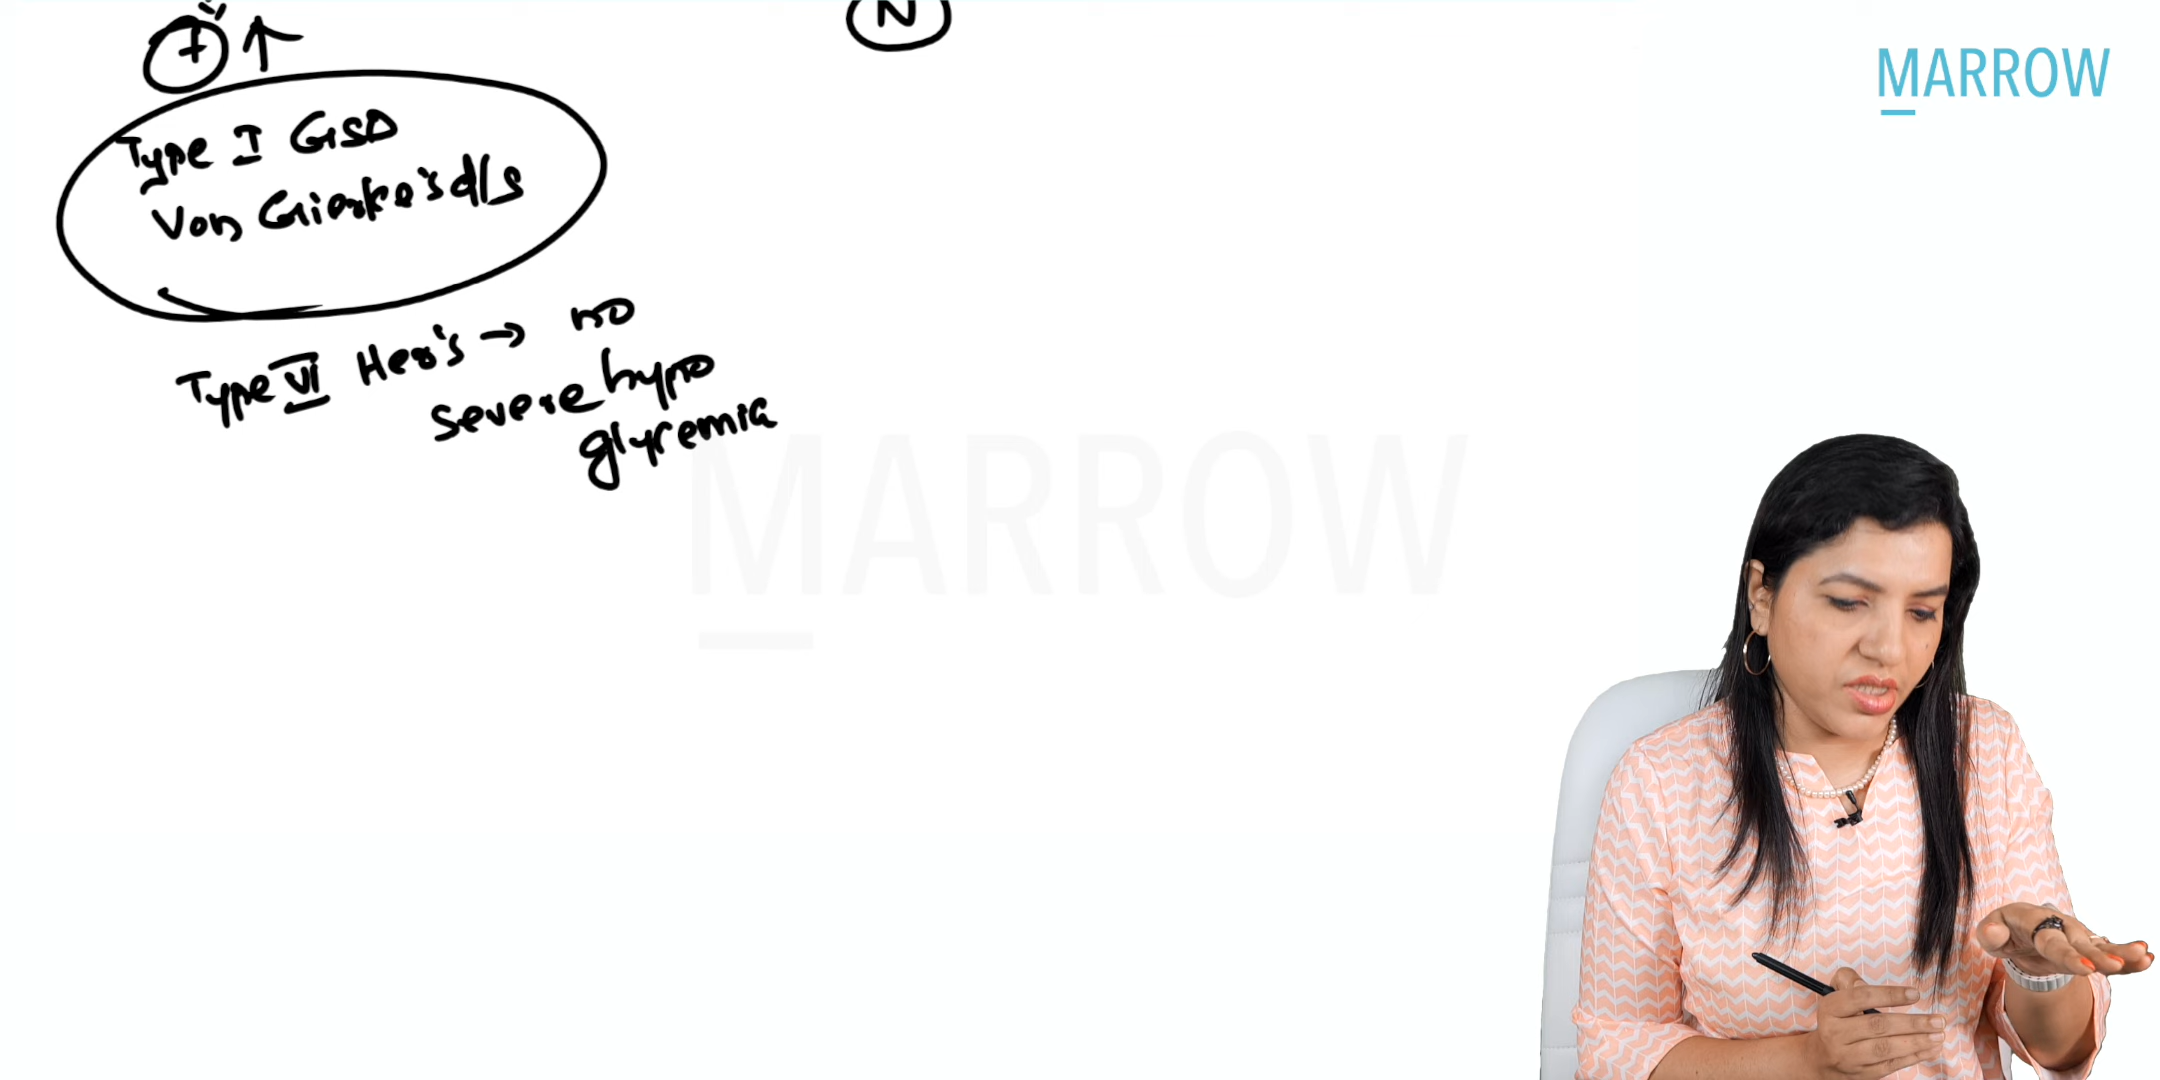 N
+ ↑
MARROW
Type I GSD
Von Gierke's d/s
Type VI Her's → no
severe hypo
glycemia
MARROW